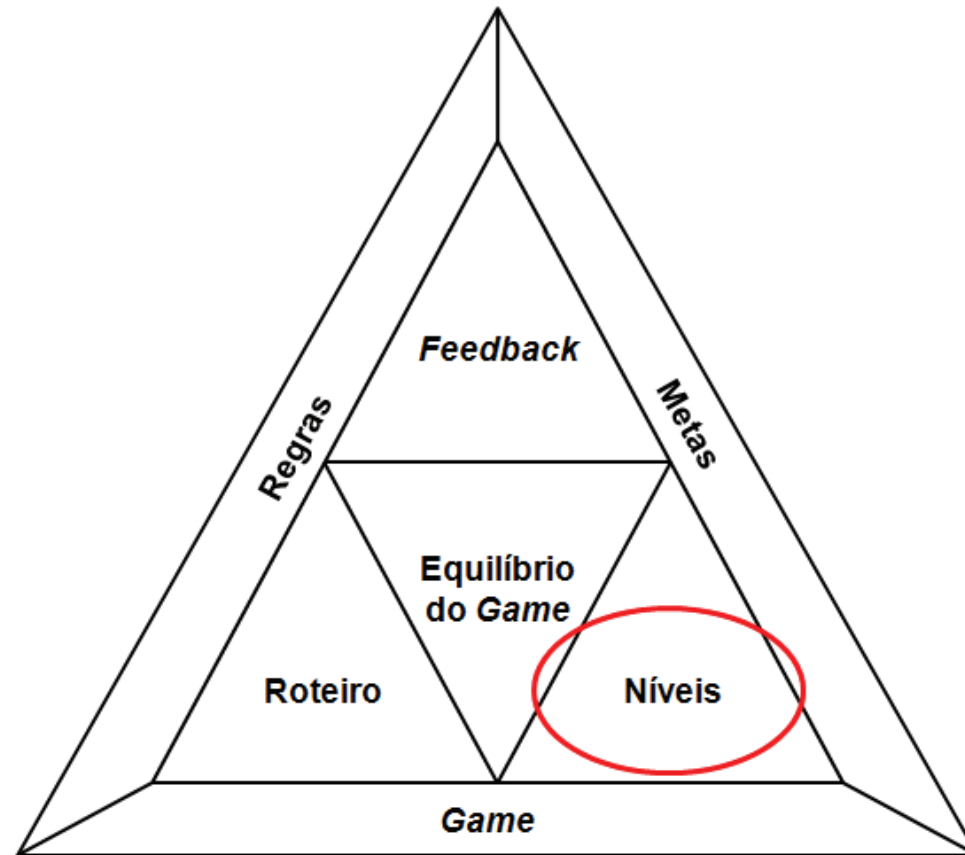 Feedback
Regras
Metas
Equilíbrio
do Game
Roteiro
Níveis
Game